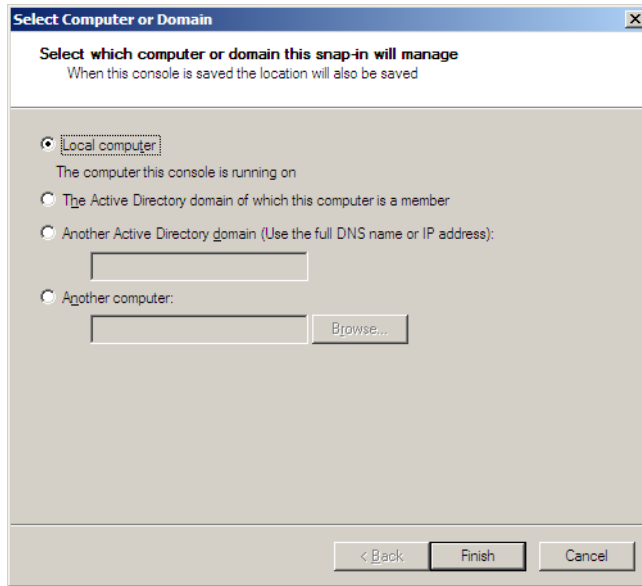 Select Computer or Domain
Select which computer or domain this snap-in will manage
When this console is saved the location will also be saved
Local computer
The computer this console is running on
The Active Directory domain of which this computer is a member
Another Active Directory domain (Use the full DNS name or IP address):
Another computer:
Browse...
< Back
Finish
Cancel